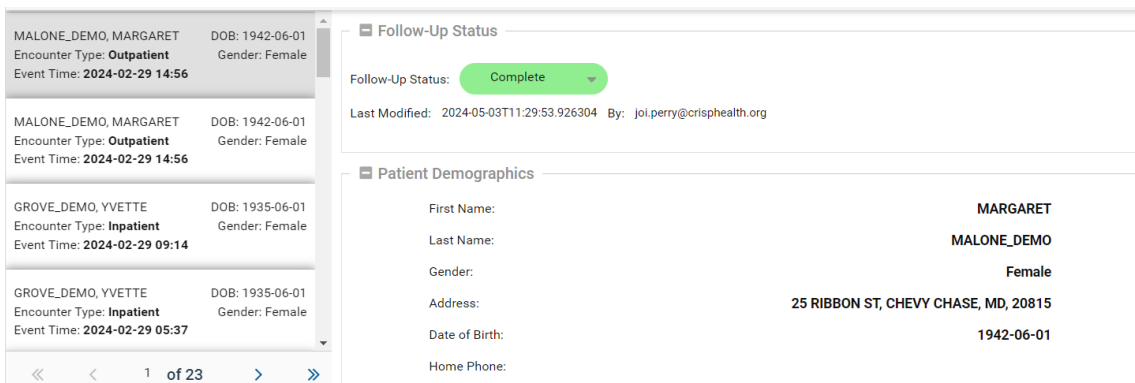 MALONE_DEMO, MARGARET DOB: 1942-06-01
Encounter Type: Outpatient Gender: Female
Event Time: 2024-02-29 14:56
MALONE_DEMO, MARGARET DOB: 1942-06-01
Encounter Type: Outpatient Gender: Female
Event Time: 2024-02-29 14:56
GROVE_DEMO, YVETTE DOB: 1935-06-01
Encounter Type: Inpatient Gender: Female
Event Time: 2024-02-29 09:14
GROVE_DEMO, YVETTE DOB: 1935-06-01
Encounter Type: Inpatient Gender: Female
Event Time: 2024-02-29 05:37
1 of 23
Follow-Up Status
Follow-Up Status: Complete
Last Modified: 2024-05-03T11:29:53.926304 By: joi.perry@crisphealth.org
Patient Demographics
First Name: MARGARET
Last Name: MALONE_DEMO
Gender: Female
Address: 25 RIBBON ST, CHEVY CHASE, MD, 20815
Date of Birth: 1942-06-01
Home Phone: